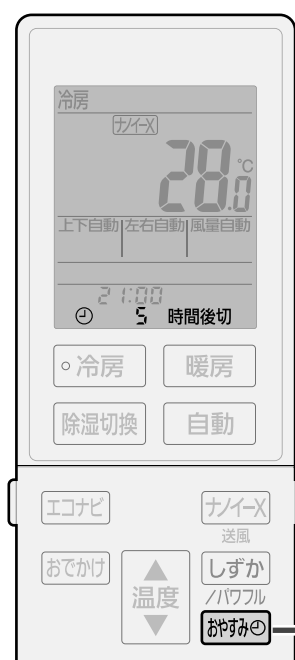 冷房
ナノイーX
28.0℃
上下自動 左右自動 風量自動
21:00
5 時間後切
冷房 暖房
除湿切換 自動
エコナビ ナノイーX
送風
おでかけ 温度 しずか
/パワフル
おやすみ